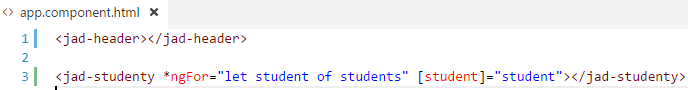 app.component.html
1 <jad-header></jad-header>
2
3 <jad-studenty *ngFor="let student of students" [student]="student"></jad-studenty>